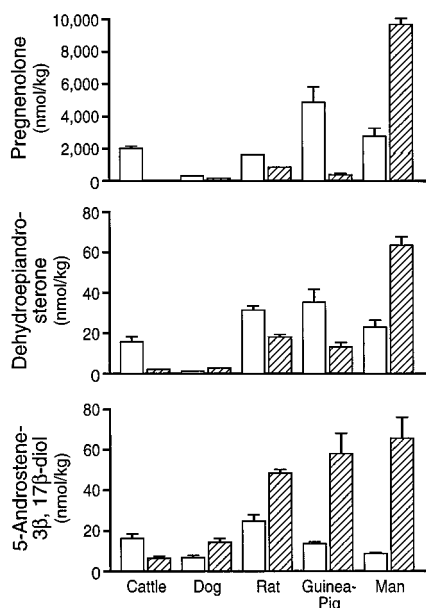 Pregnenolone
(nmol/kg)
10,000
8,000
6,000
4,000
2,000
0
Dehydroepiandro-
sterone
(nmol/kg)
80
60
40
20
0
5-Androstene-
3β, 17β-diol
(nmol/kg)
80
60
40
20
0
Cattle Dog Rat Guinea- Man
Pig